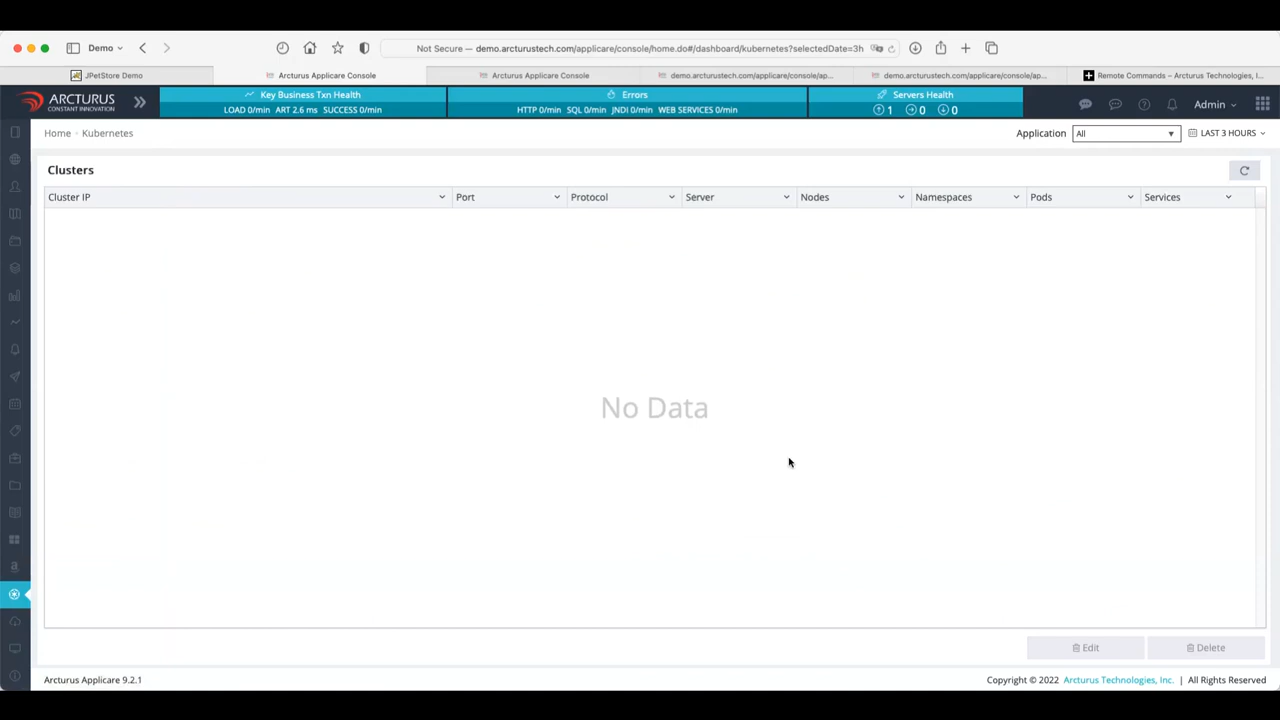 Demo
Not Secure — demo.arcturustech.com/applicare/console/home.do#/dashboard/kubernetes?selectedDate=3h
JPetStore Demo
Arcturus Applicare Console
Arcturus Applicare Console
demo.arcturustech.com/applicare/console/ap...
demo.arcturustech.com/applicare/console/ap...
Remote Commands – Arcturus Technologies, I...
ARCTURUS
CONSTANT INNOVATION
Key Business Txn Health
LOAD 0/min ART 2.6 ms SUCCESS 0/min
Errors
HTTP 0/min SQL 0/min JNDI 0/min WEB SERVICES 0/min
Servers Health
1 0 0
Admin
Home - Kubernetes
Application
All
LAST 3 HOURS
Clusters
Cluster IP
Port
Protocol
Server
Nodes
Namespaces
Pods
Services
No Data
Edit
Delete
Arcturus Applicare 9.2.1
Copyright © 2022 Arcturus Technologies, Inc. | All Rights Reserved